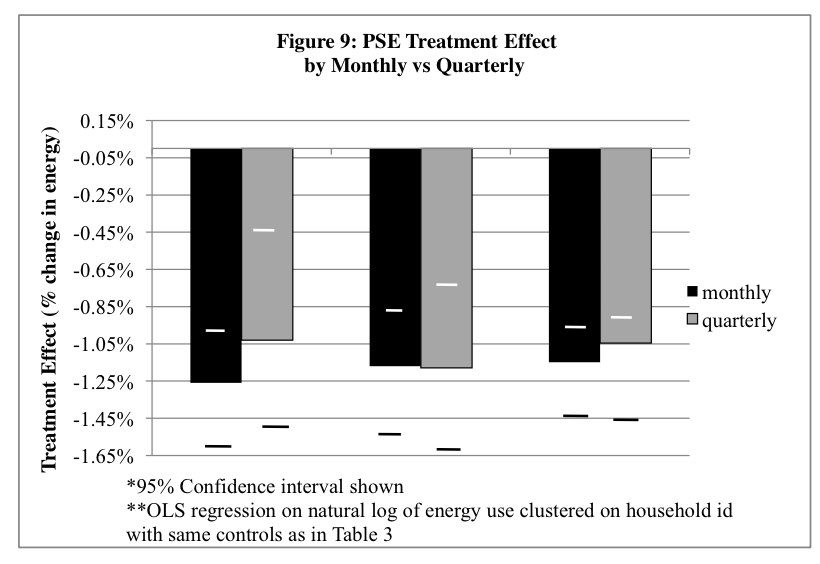 Figure 9: PSE Treatment Effect
by Monthly vs Quarterly
Treatment Effect (% change in energy)
0.15%
-0.05%
-0.25%
-0.45%
-0.65%
-0.85%
-1.05%
-1.25%
-1.45%
-1.65%
monthly
quarterly
*95% Confidence interval shown
**OLS regression on natural log of energy use clustered on household id
with same controls as in Table 3